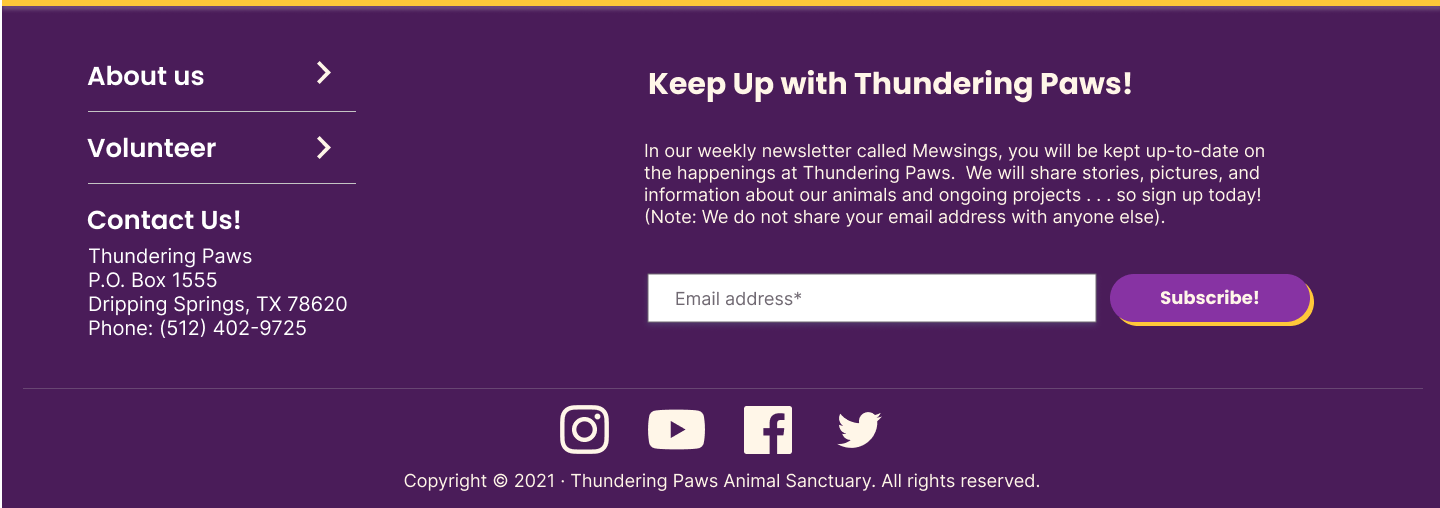 About us
Volunteer
Contact Us!
Thundering Paws
P.O. Box 1555
Dripping Springs, TX 78620
Phone: (512) 402-9725
Keep Up with Thundering Paws!
In our weekly newsletter called Mewsings, you will be kept up-to-date on
the happenings at Thundering Paws.  We will share stories, pictures, and
information about our animals and ongoing projects . . . so sign up today!
(Note: We do not share your email address with anyone else).
Email address*
Subscribe!
Copyright © 2021 · Thundering Paws Animal Sanctuary. All rights reserved.